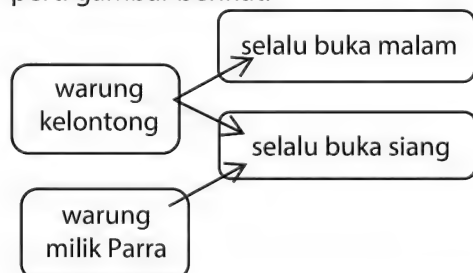 selalu buka malam
warung
kelontong
selalu buka siang
warung
milik Parra